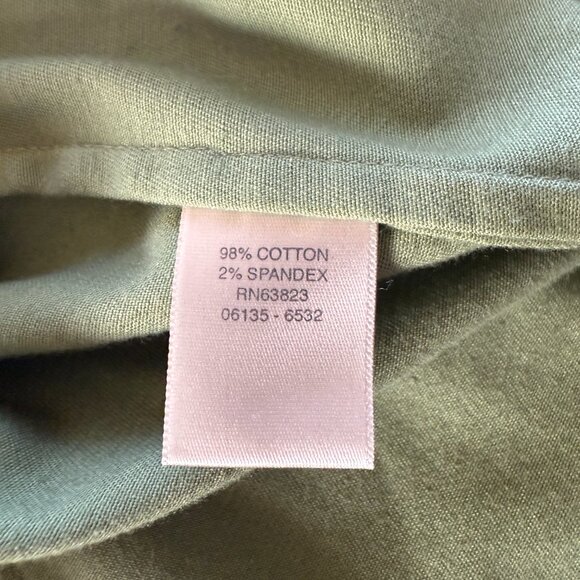 98% COTTON
2% SPANDEX
RN63823
06135 - 6532